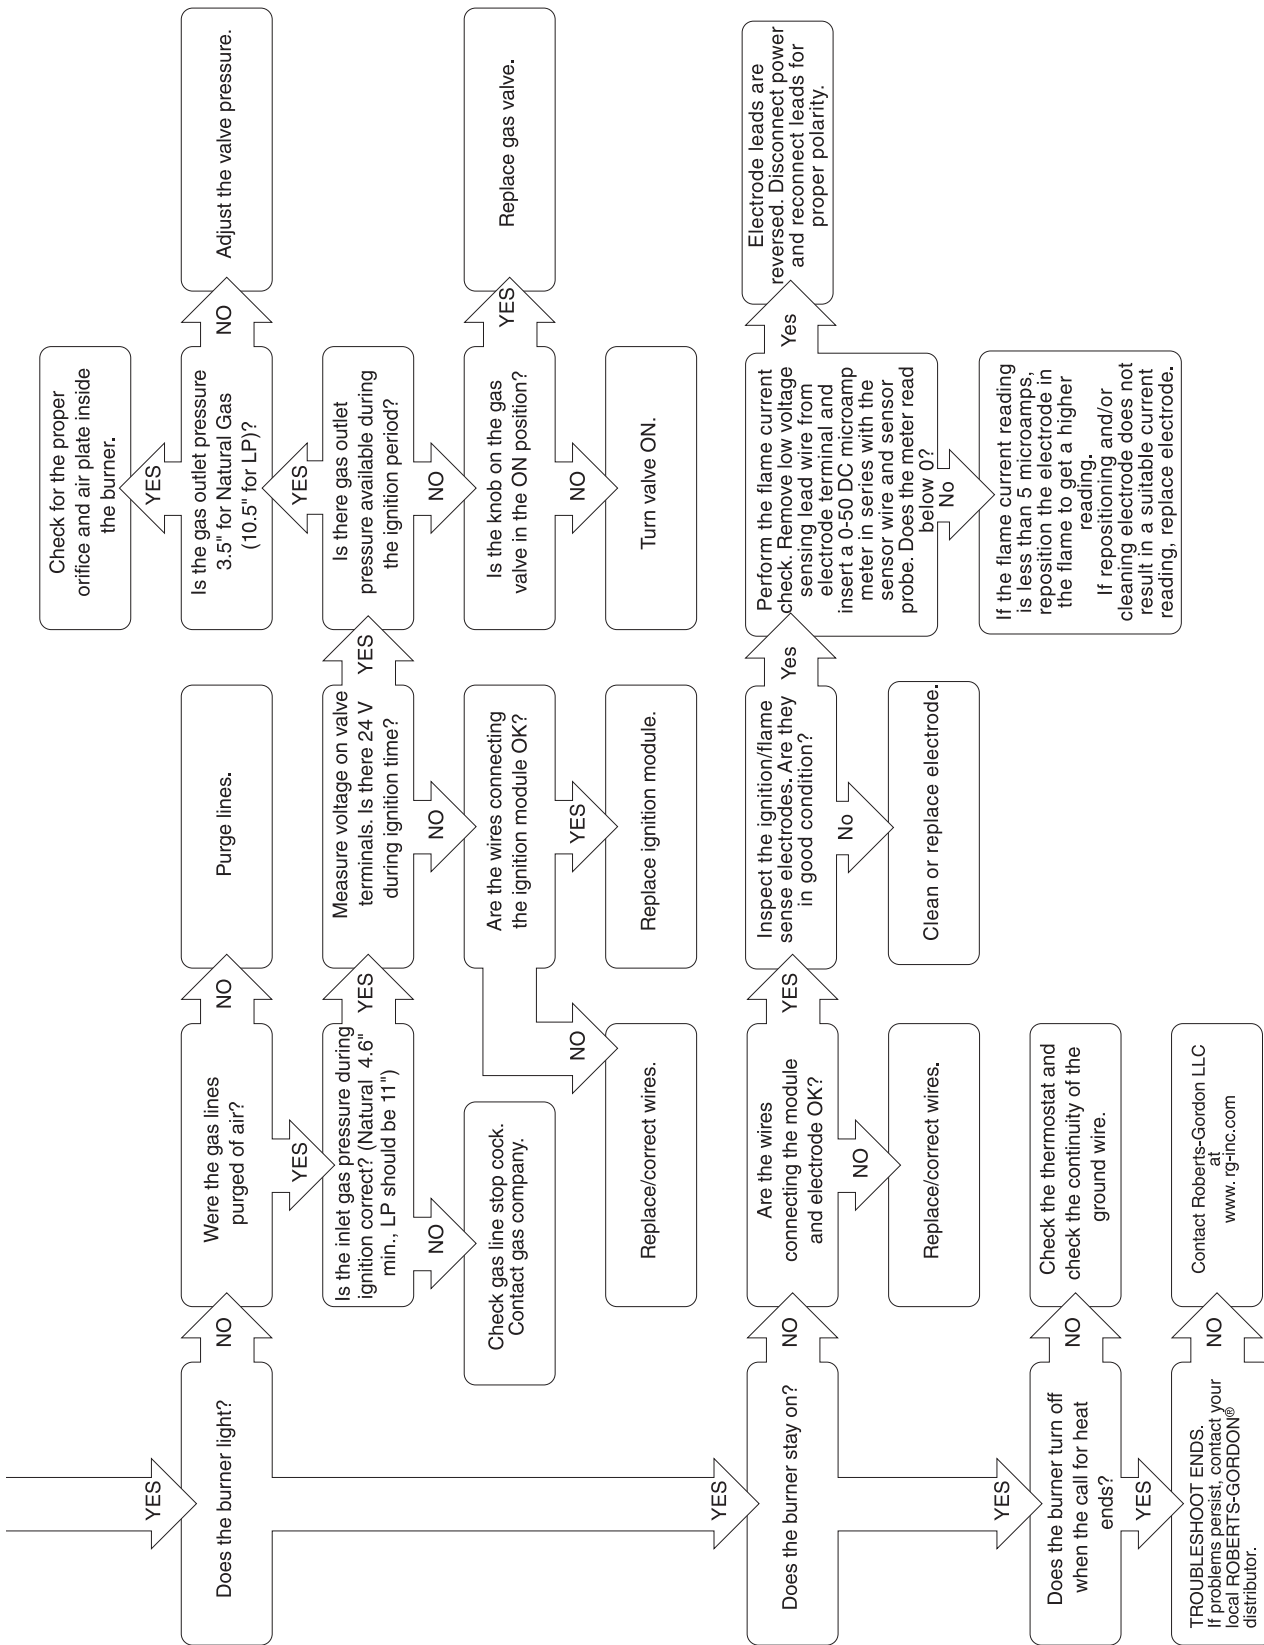 YES
Does the burner light?
NO
Were the gas lines
purged of air?
NO
Purge lines.
YES
Is the inlet gas pressure during
ignition correct? (Natural 4.6"
min., LP should be 11")
NO
Check gas line stop cock.
Contact gas company.
YES
Measure voltage on valve
terminals. Is there 24 V
during ignition time?
NO
Are the wires connecting
the ignition module OK?
NO
Replace/correct wires.
YES
Replace ignition module.
YES
Is there gas outlet
pressure available during
the ignition period?
YES
Is the gas outlet pressure
3.5" for Natural Gas
(10.5" for LP)?
YES
Check for the proper
orifice and air plate inside
the burner.
NO
Adjust the valve pressure.
NO
Is the knob on the gas
valve in the ON position?
YES
Replace gas valve.
NO
Turn valve ON.
YES
Does the burner stay on?
NO
Are the wires
connecting the module
and electrode OK?
NO
Replace/correct wires.
YES
Inspect the ignition/flame
sense electrodes. Are they
in good condition?
No
Clean or replace electrode.
Yes
Perform the flame current
check. Remove low voltage
sensing lead wire from
electrode terminal and
insert a 0-50 DC microamp
meter in series with the
sensor wire and sensor
probe. Does the meter read
below 0?
Yes
Electrode leads are
reversed. Disconnect power
and reconnect leads for
proper polarity.
No
If the flame current reading
is less than 5 microamps,
reposition the electrode in
the flame to get a higher
reading.
If repositioning and/or
cleaning electrode does not
result in a suitable current
reading, replace electrode.
YES
Does the burner turn off
when the call for heat
ends?
NO
Check the thermostat and
check the continuity of the
ground wire.
YES
TROUBLESHOOT ENDS.
If problems persist, contact your
local ROBERTS-GORDON®
distributor.
NO
Contact Roberts-Gordon LLC
at
www. rg-inc.com